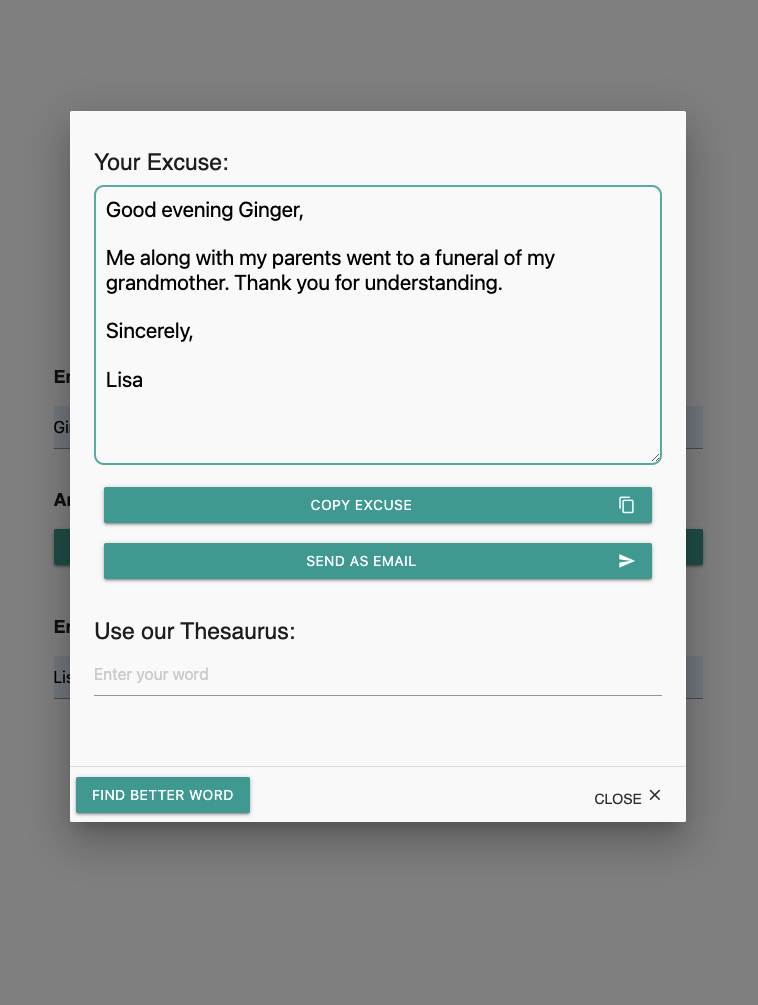 Your Excuse:
Good evening Ginger,
Me along with my parents went to a funeral of my
grandmother. Thank you for understanding.
Sincerely,
Lisa
COPY EXCUSE
SEND AS EMAIL
Use our Thesaurus:
Enter your word
FIND BETTER WORD
CLOSE